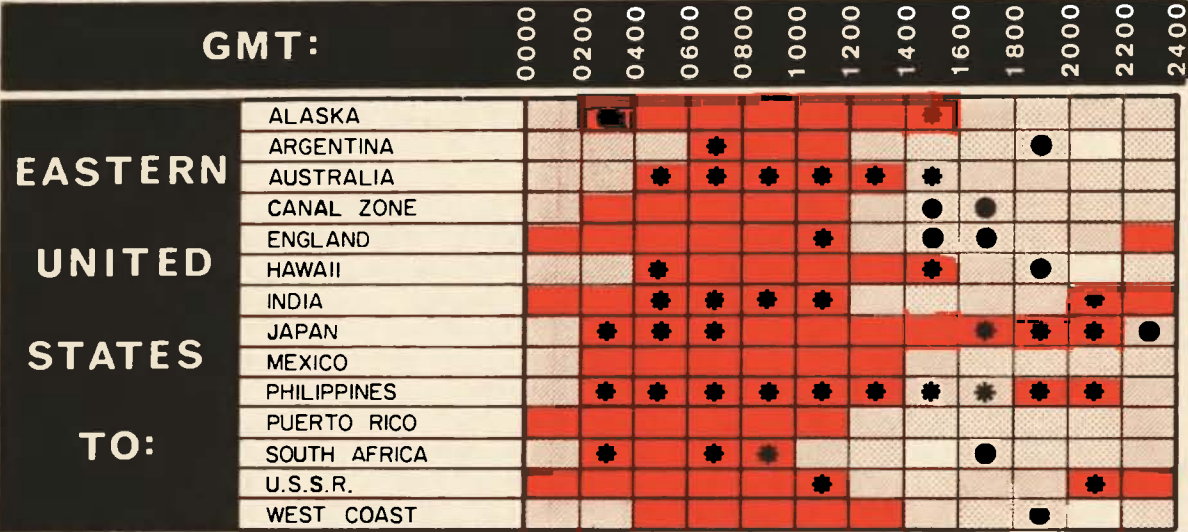 GMT:
0000 0200 0400 0600 0800 1000 1200 1400 1600 1800 2000 2200 2400
EASTERN
UNITED
STATES
TO:
ALASKA
ARGENTINA
AUSTRALIA
CANAL ZONE
ENGLAND
HAWAII
INDIA
JAPAN
MEXICO
PHILIPPINES
PUERTO RICO
SOUTH AFRICA
U.S.S.R.
WEST COAST